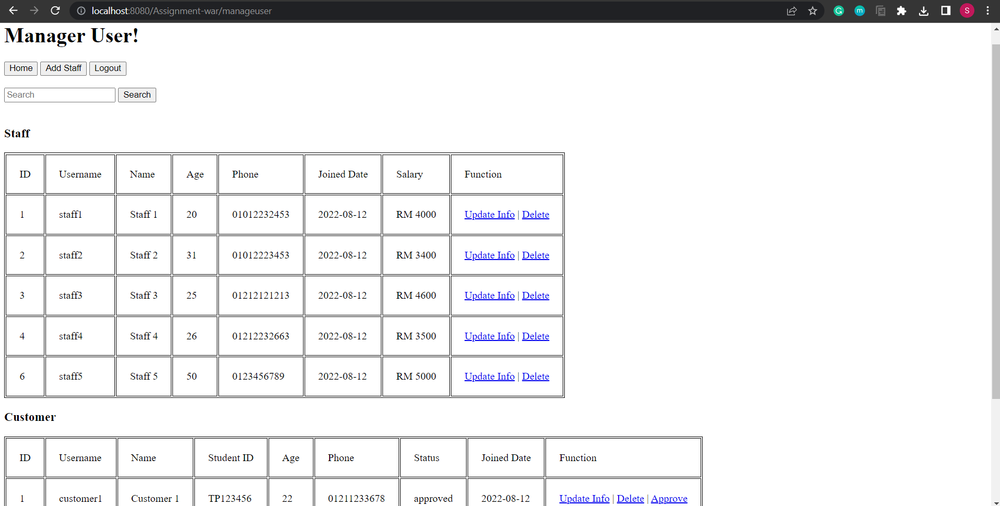 localhost:8080/Assignment-war/manageuser
G m S
Manager User!
Home Add Staff Logout
Search Search
Staff
ID Username Name Age Phone Joined Date Salary Function
1 staff1 Staff 1 20 01012232453 2022-08-12 RM 4000 Update Info | Delete
2 staff2 Staff 2 31 01012223453 2022-08-12 RM 3400 Update Info | Delete
3 staff3 Staff 3 25 01212121213 2022-08-12 RM 4600 Update Info | Delete
4 staff4 Staff 4 26 01212232663 2022-08-12 RM 3500 Update Info | Delete
6 staff5 Staff 5 50 0123456789 2022-08-12 RM 5000 Update Info | Delete
Customer
ID Username Name Student ID Age Phone Status Joined Date Function
1 customer1 Customer 1 TP123456 22 01211233678 approved 2022-08-12 Update Info | Delete | Approve